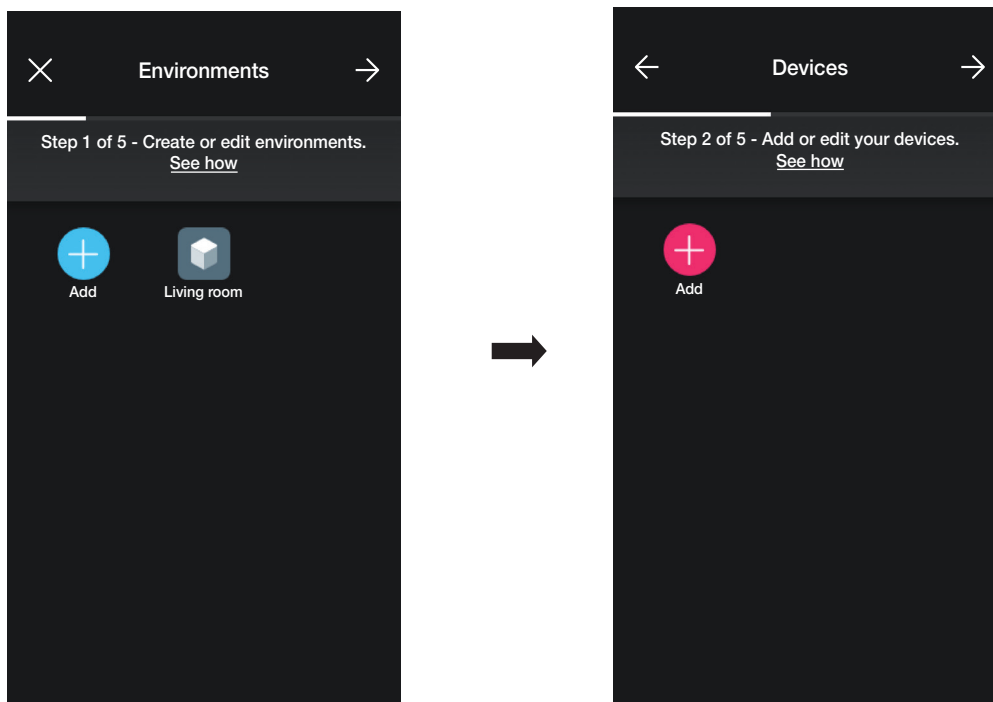 Environments
Step 1 of 5 - Create or edit environments.
See how
Add
Living room
Devices
Step 2 of 5 - Add or edit your devices.
See how
Add